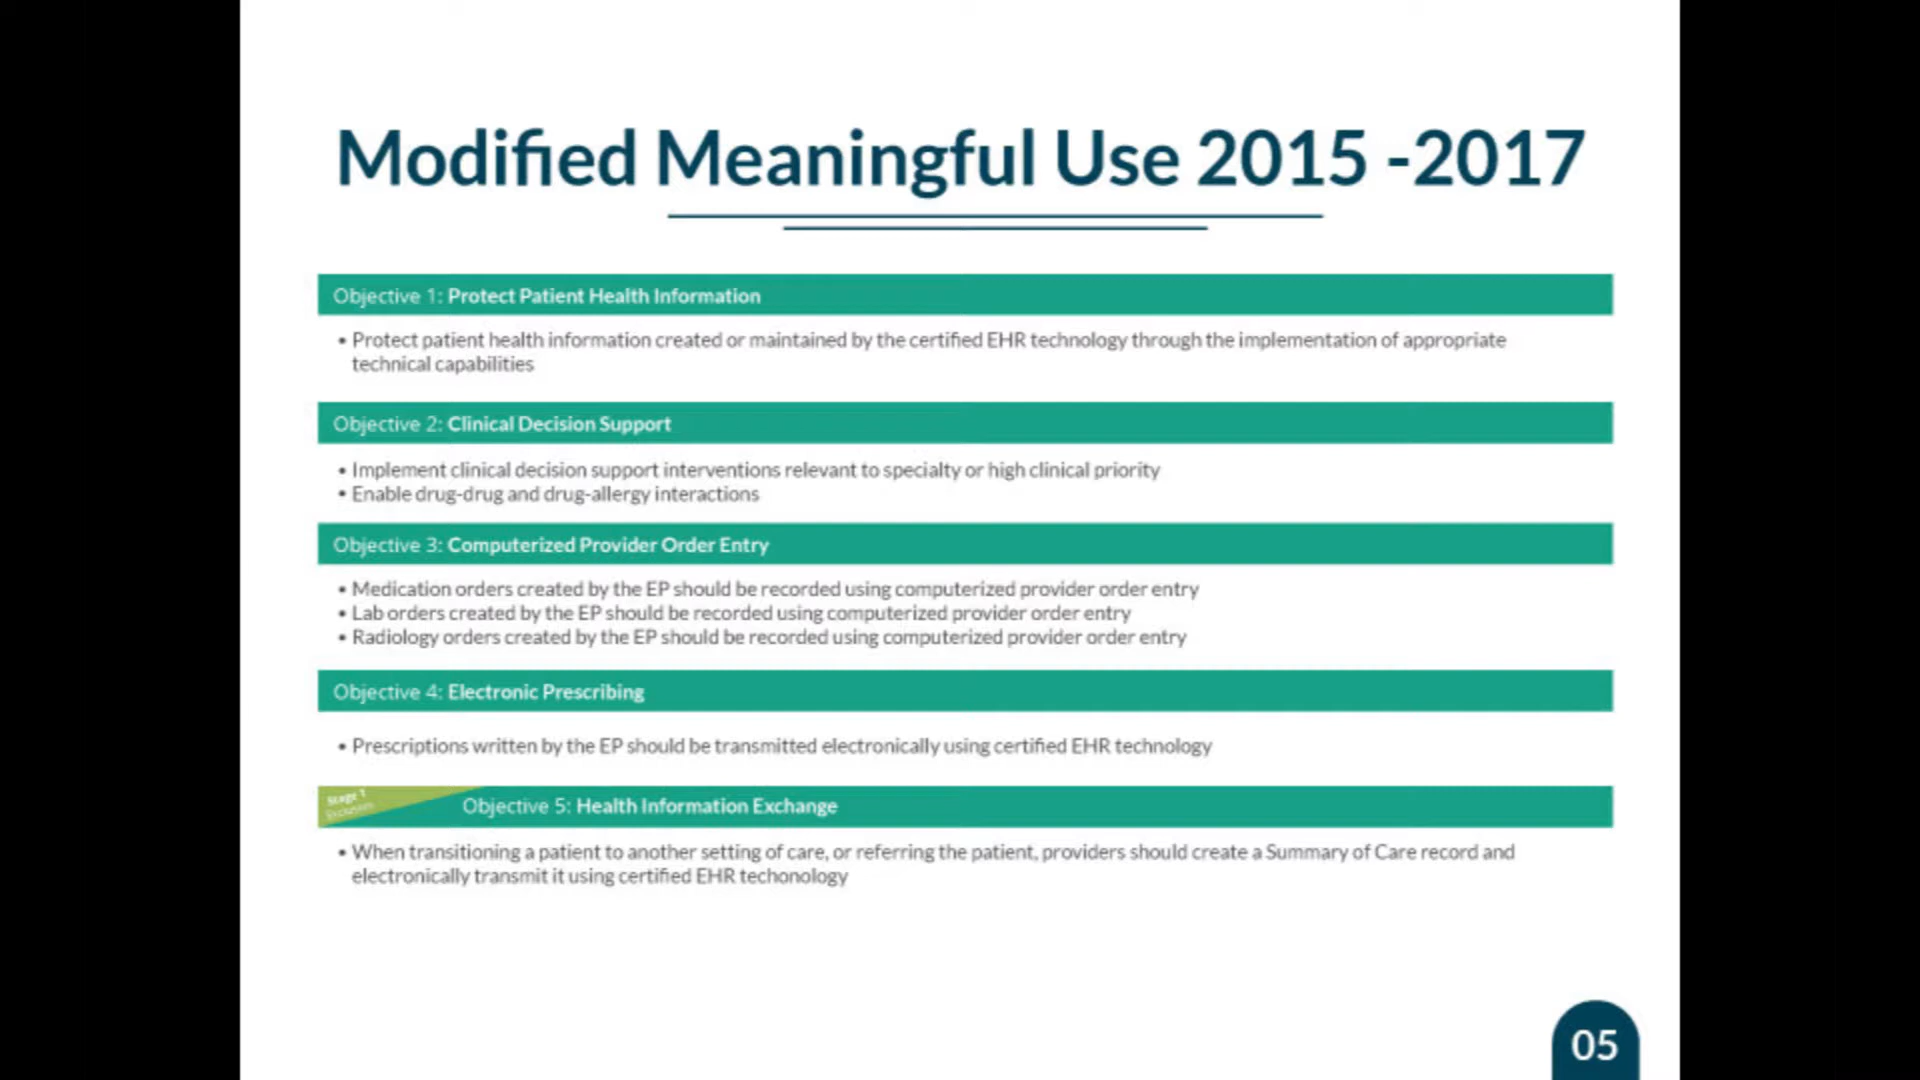 Modified Meaningful Use 2015 -2017
Objective 1: Protect Patient Health Information
• Protect patient health information created or maintained by the certified EHR technology through the implementation of appropriate
technical capabilities
Objective 2: Clinical Decision Support
• Implement clinical decision support interventions relevant to specialty or high clinical priority
• Enable drug-drug and drug-allergy interactions
Objective 3: Computerized Provider Order Entry
• Medication orders created by the EP should be recorded using computerized provider order entry
• Lab orders created by the EP should be recorded using computerized provider order entry
• Radiology orders created by the EP should be recorded using computerized provider order entry
Objective 4: Electronic Prescribing
• Prescriptions written by the EP should be transmitted electronically using certified EHR technology
Stage 1
Objective 5: Health Information Exchange
• When transitioning a patient to another setting of care, or referring the patient, providers should create a Summary of Care record and
electronically transmit it using certified EHR techonology
05